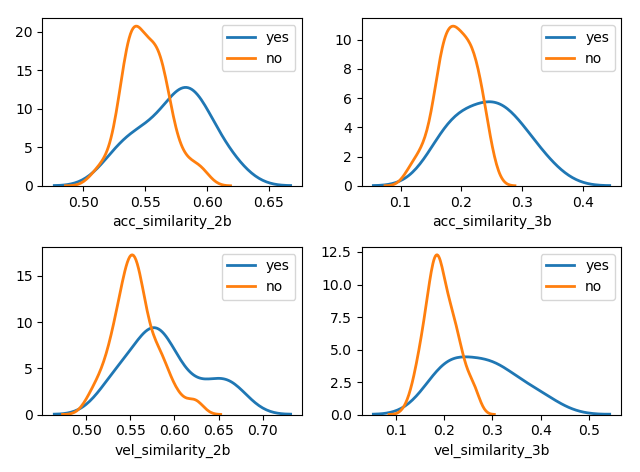 20
15
10
5
0
0.50 0.55 0.60 0.65
acc_similarity_2b
yes
no
10
8
6
4
2
0
0.1 0.2 0.3 0.4
acc_similarity_3b
yes
no
15
10
5
0
0.50 0.55 0.60 0.65 0.70
vel_similarity_2b
yes
no
12.5
10.0
7.5
5.0
2.5
0.0
0.1 0.2 0.3 0.4 0.5
vel_similarity_3b
yes
no